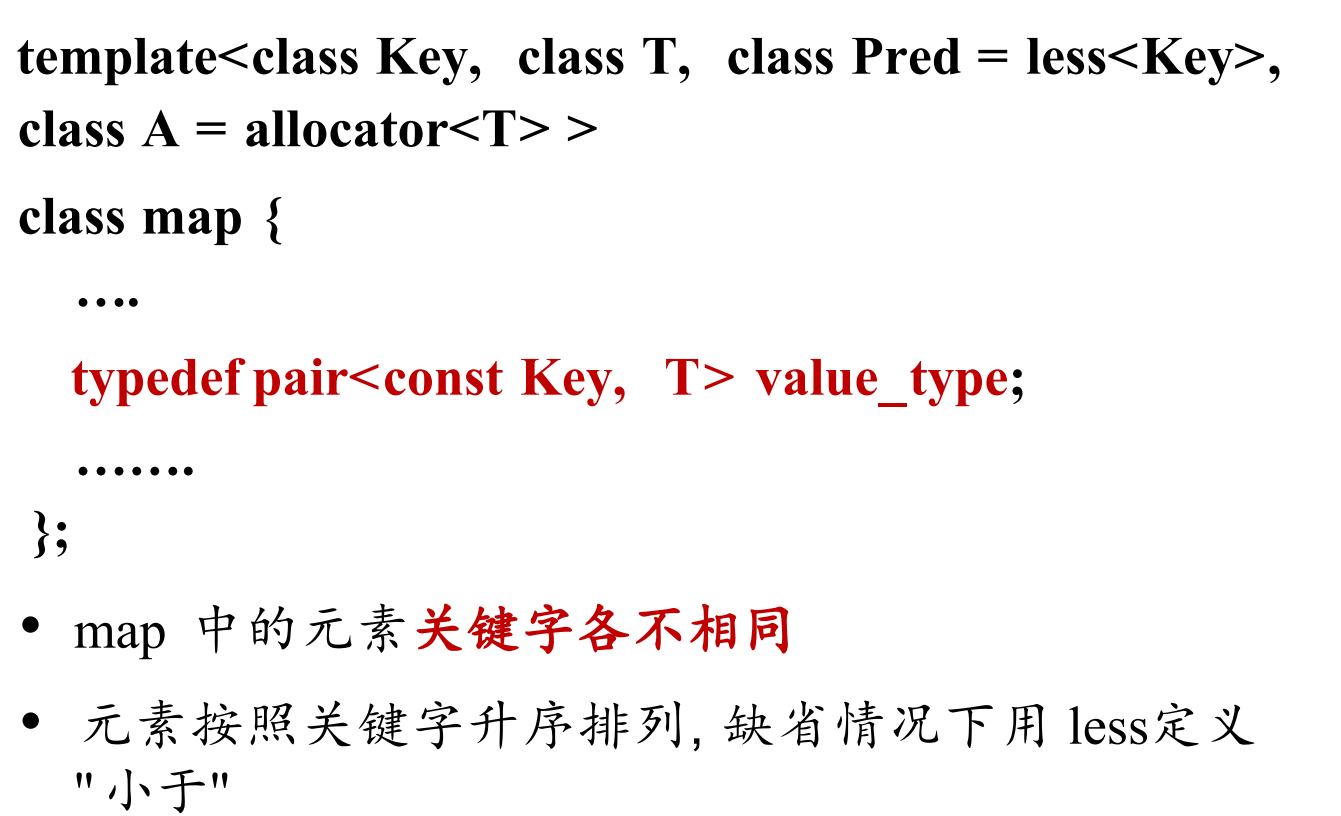 template<class Key, class T, class Pred = less<Key>,
class A = allocator<T> >
class map {
….
typedef pair<const Key, T> value_type;
…….
};
• map 中的元素关键字各不相同
• 元素按照关键字升序排列, 缺省情况下用 less定义
"小于"